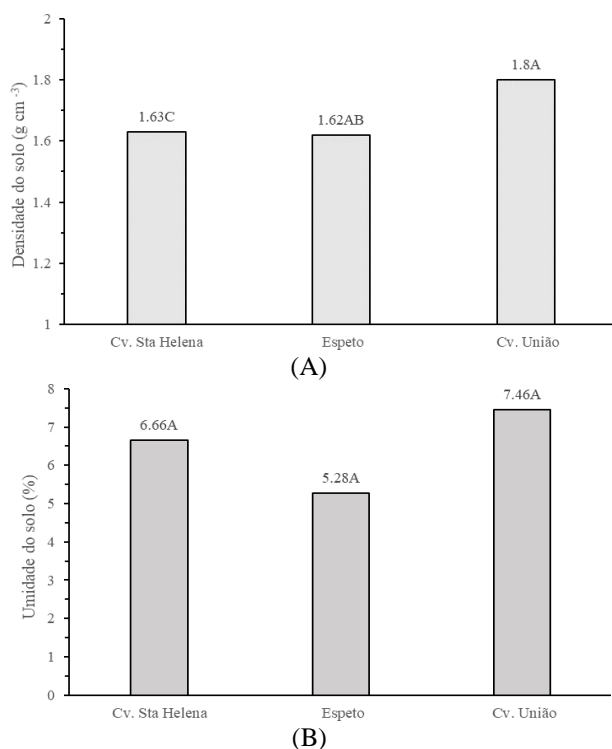 Densidade do solo (g cm -3)
2
1.8
1.6
1.4
1.2
1
1.63C
1.62AB
1.8A
Cv. Sta Helena
Espeto
Cv. União
(A)
Umidade do solo (%)
8
7
6
5
4
3
2
1
0
6.66A
5.28A
7.46A
Cv. Sta Helena
Espeto
Cv. União
(B)